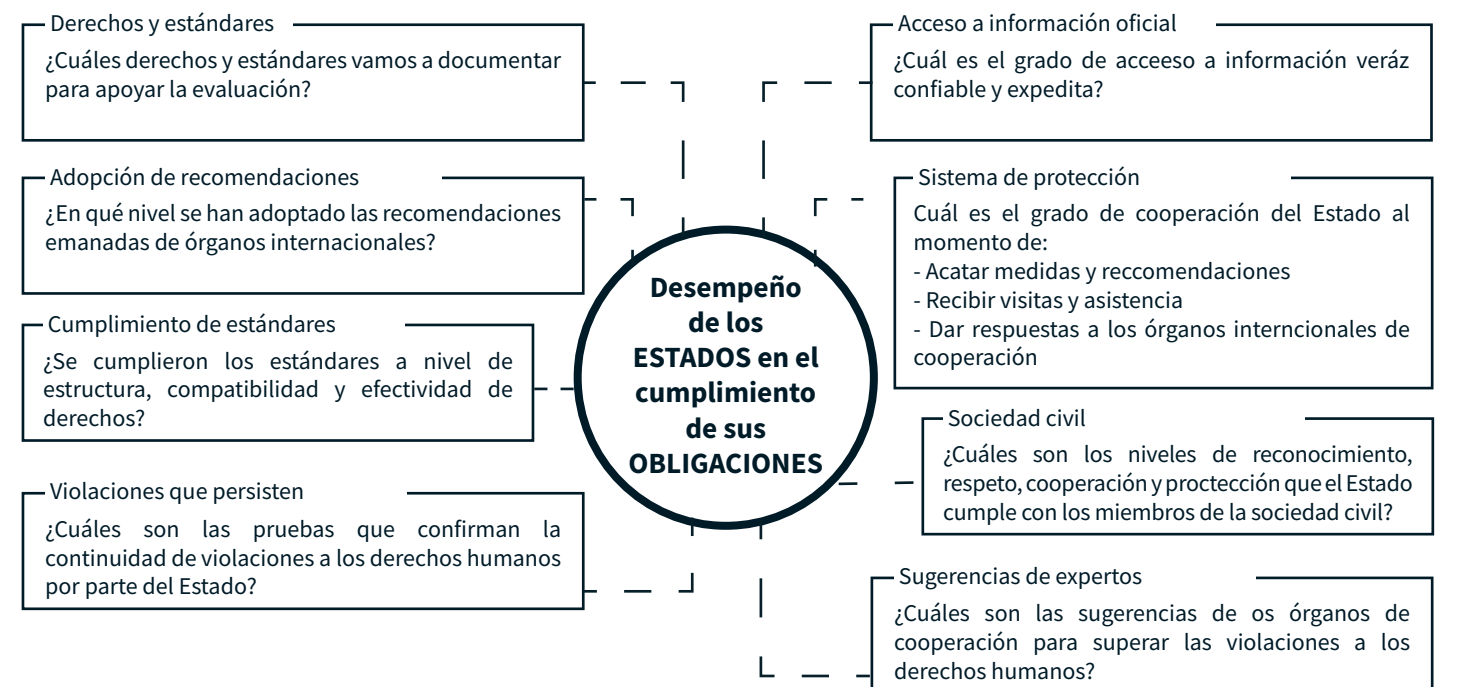 Derechos y estándares
¿Cuáles derechos y estándares vamos a documentar
para apoyar la evaluación?
Adopción de recomendaciones
¿En qué nivel se han adoptado las recomendaciones
emanadas de órganos internacionales?
Cumplimiento de estándares
¿Se cumplieron los estándares a nivel de
estructura, compatibilidad y efectividad de
derechos?
Violaciones que persisten
¿Cuáles son las pruebas que confirman la
continuidad de violaciones a los derechos humanos
por parte del Estado?
Desempeño
de los
ESTADOS en el
cumplimiento
de sus
OBLIGACIONES
Acceso a información oficial
¿Cuál es el grado de acceeso a información veráz
confiable y expedita?
Sistema de protección
Cuál es el grado de cooperación del Estado al
momento de:
- Acatar medidas y reccomendaciones
- Recibir visitas y asistencia
- Dar respuestas a los órganos interncionales de
cooperación
Sociedad civil
¿Cuáles son los niveles de reconocimiento,
respeto, cooperación y proctección que el Estado
cumple con los miembros de la sociedad civil?
Sugerencias de expertos
¿Cuáles son las sugerencias de os órganos de
cooperación para superar las violaciones a los
derechos humanos?